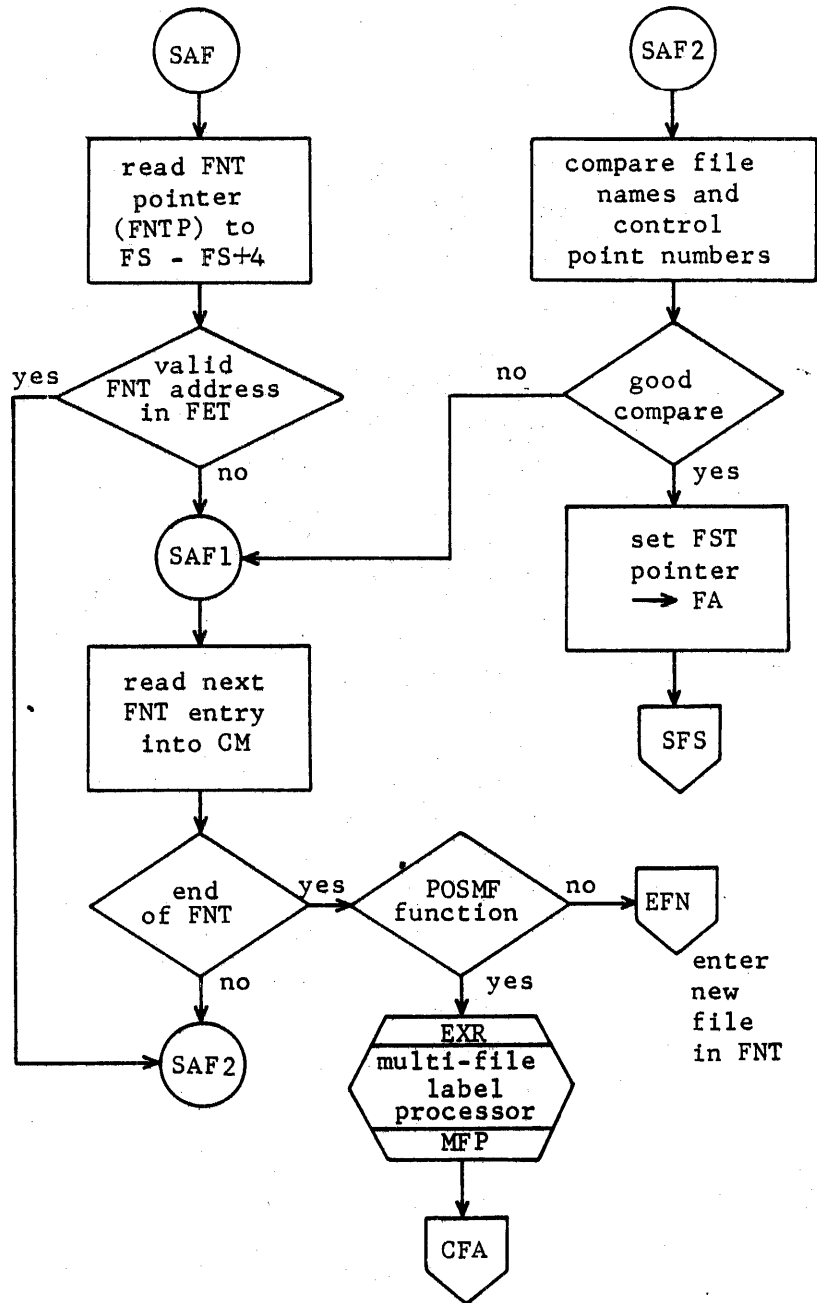 SAF
read FNT
pointer
(FNTP) to
FS - FS+4
yes
valid
FNT address
in FET
no
SAF1
read next
FNT entry
into CM
end
of FNT
yes
no
SAF2
POSMF
function
no
EFN
enter
new
file
in FNT
yes
EXR
multi-file
label
processor
MFP
CFA
SAF2
compare file
names and
control
point numbers
no
good
compare
yes
set FST
pointer
→ FA
SFS